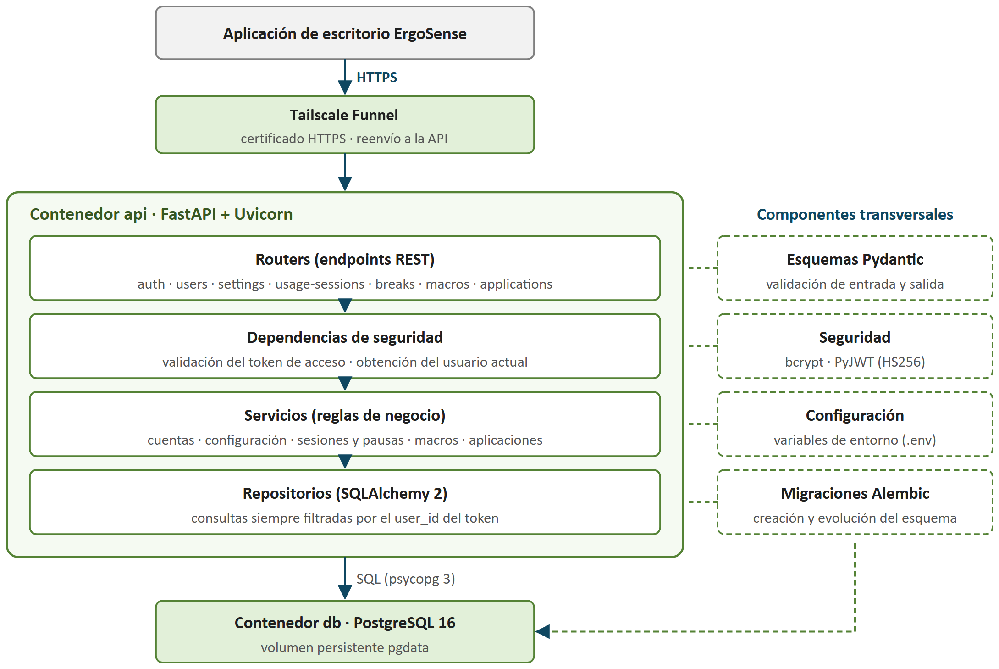 Aplicación de escritorio ErgoSense
HTTPS
Tailscale Funnel
certificado HTTPS · reenvío a la API
Contenedor api · FastAPI + Uvicorn
Routers (endpoints REST)
auth · users · settings · usage-sessions · breaks · macros · applications
Dependencias de seguridad
validación del token de acceso · obtención del usuario actual
Servicios (reglas de negocio)
cuentas · configuración · sesiones y pausas · macros · aplicaciones
Repositorios (SQLAlchemy 2)
consultas siempre filtradas por el user_id del token
Componentes transversales
Esquemas Pydantic
validación de entrada y salida
Seguridad
bcrypt · PyJWT (HS256)
Configuración
variables de entorno (.env)
Migraciones Alembic
creación y evolución del esquema
SQL (psycopg 3)
Contenedor db · PostgreSQL 16
volumen persistente pgdata